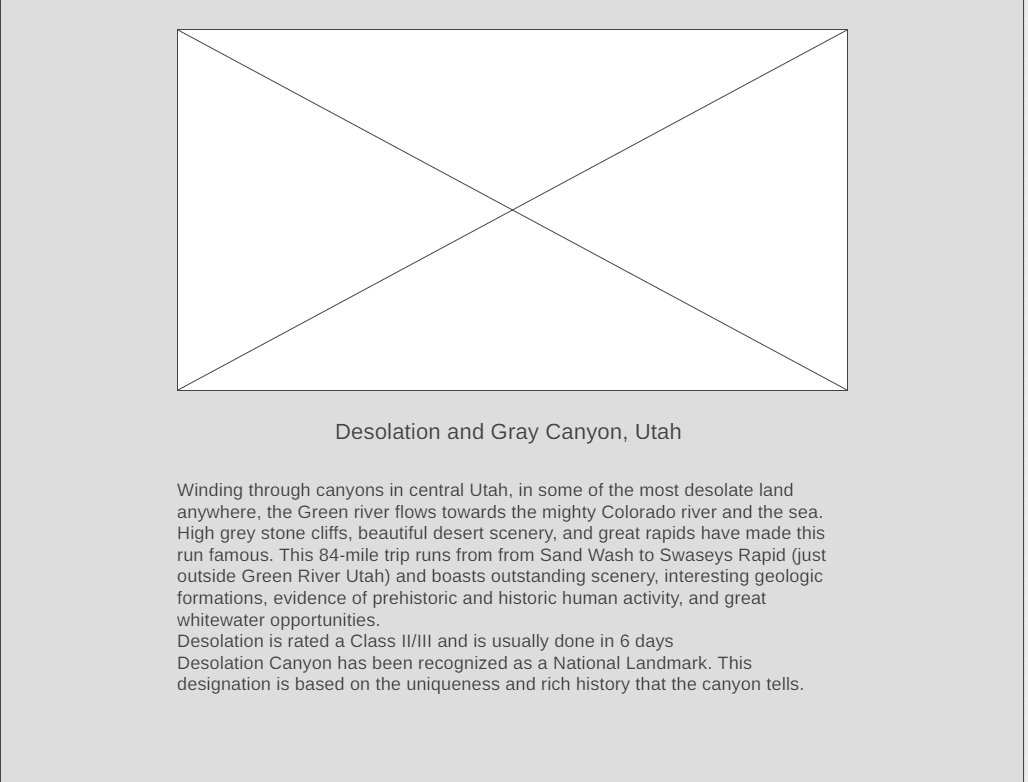 Desolation and Gray Canyon, Utah
Winding through canyons in central Utah, in some of the most desolate land
anywhere, the Green river flows towards the mighty Colorado river and the sea.
High grey stone cliffs, beautiful desert scenery, and great rapids have made this
run famous. This 84-mile trip runs from from Sand Wash to Swaseys Rapid (just
outside Green River Utah) and boasts outstanding scenery, interesting geologic
formations, evidence of prehistoric and historic human activity, and great
whitewater opportunities.
Desolation is rated a Class II/III and is usually done in 6 days
Desolation Canyon has been recognized as a National Landmark. This
designation is based on the uniqueness and rich history that the canyon tells.